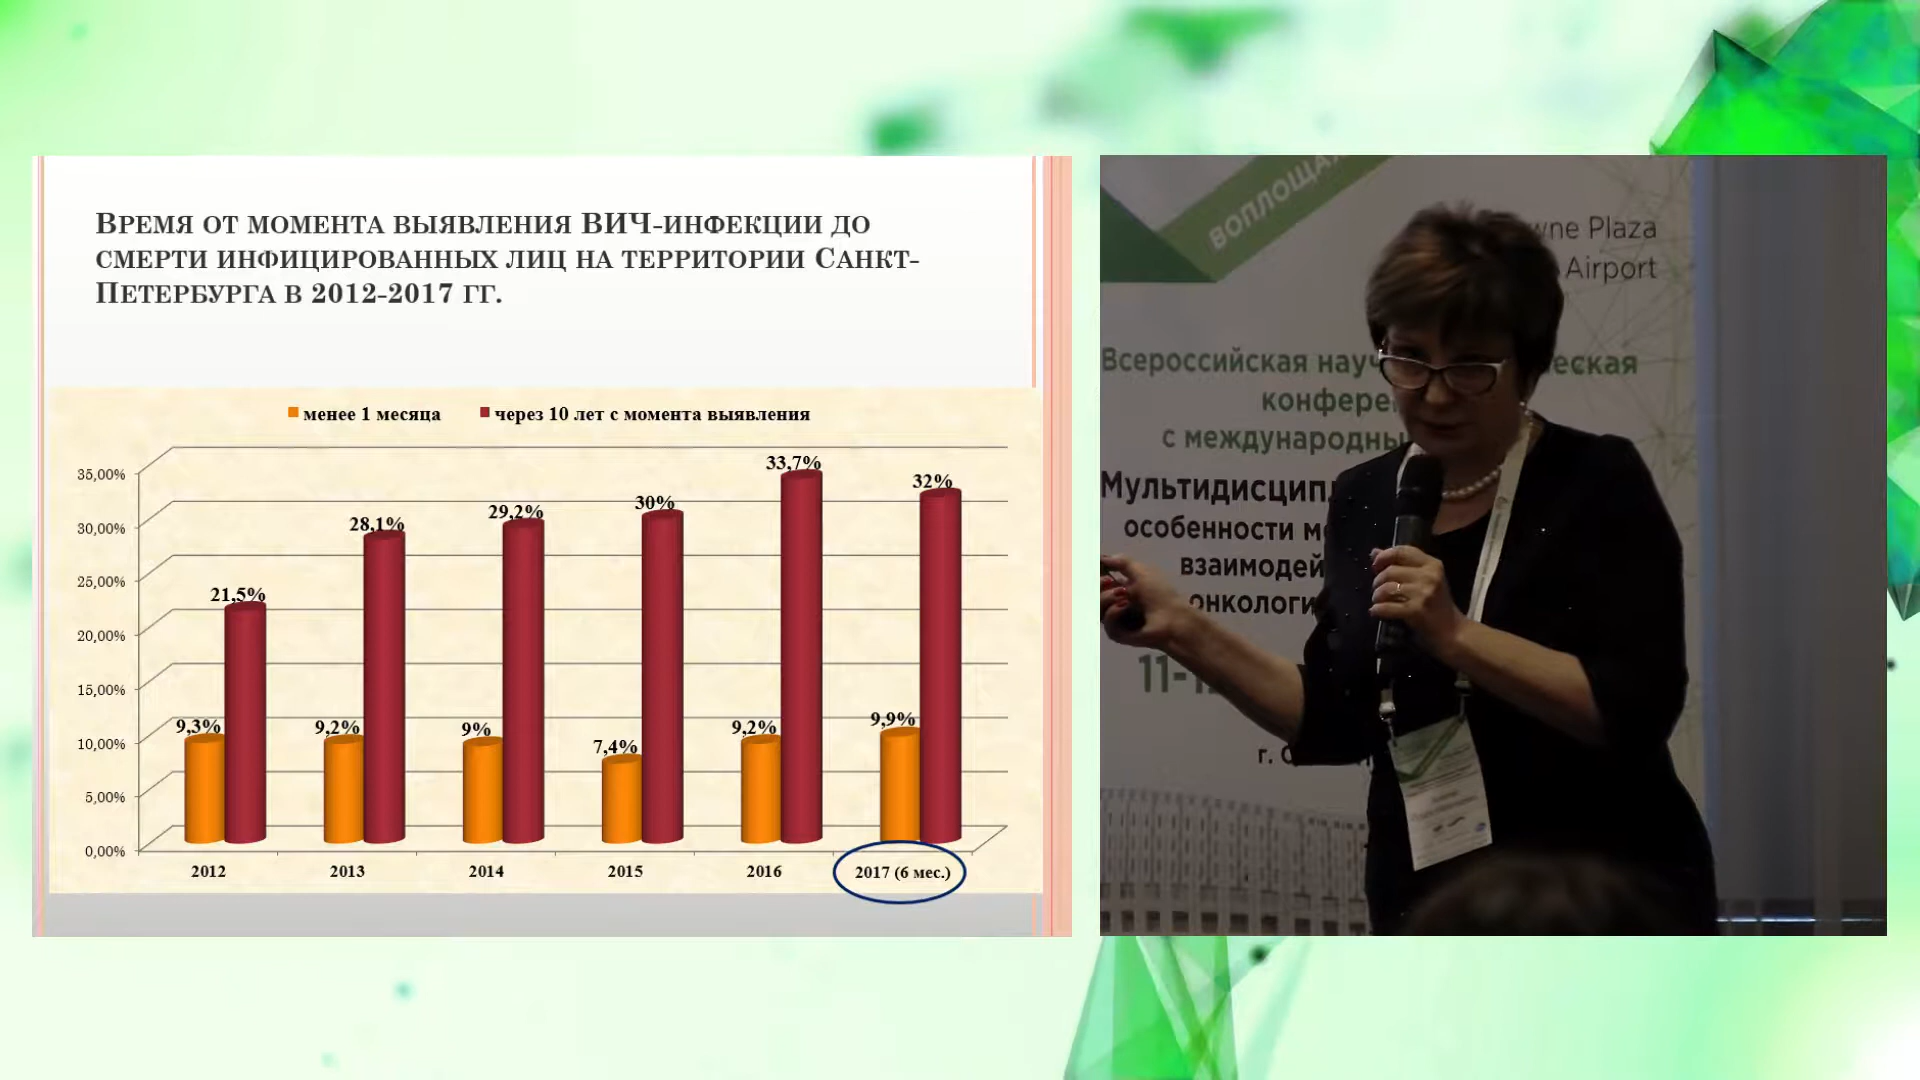 Время от момента выявления ВИЧ-инфекции до
смерти инфицированных лиц на территории Санкт-
Петербурга в 2012-2017 гг.
менее 1 месяца
через 10 лет с момента выявления
35,00%
30,00%
25,00%
20,00%
15,00%
10,00%
5,00%
0,00%
9,3%
21,5%
9,2%
28,1%
9%
29,2%
7,4%
30%
9,2%
33,7%
9,9%
32%
2012
2013
2014
2015
2016
2017 (6 мес.)
ВОПЛОЩА
wne Plaza
Airport
Всероссийская науч еская
конфере
с международны
Мультидисцип
особенности м
взаимодей
онкологи
11-1
г. С